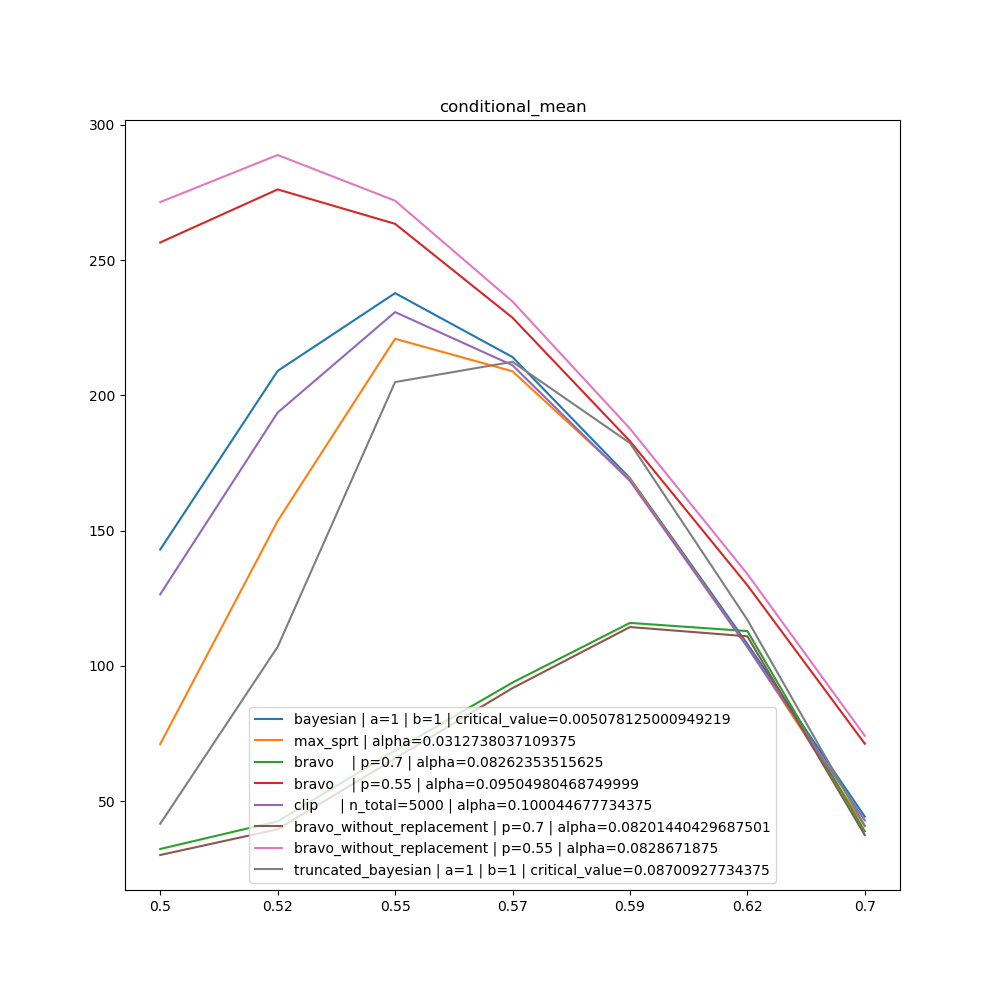 conditional_mean
300
250
200
150
100
50
bayesian | a=1 | b=1 | critical_value=0.005078125000949219
max_sprt | alpha=0.0312738037109375
bravo    | p=0.7 | alpha=0.08262353515625
bravo    | p=0.55 | alpha=0.09504980468749999
clip     | n_total=5000 | alpha=0.100044677734375
bravo_without_replacement | p=0.7 | alpha=0.08201440429687501
bravo_without_replacement | p=0.55 | alpha=0.0828671875
truncated_bayesian | a=1 | b=1 | critical_value=0.08700927734375
0.5 0.52 0.55 0.57 0.59 0.62 0.7